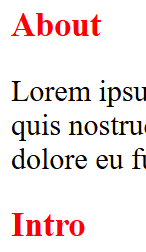 About
Lorem ipsu
quis nostru
dolore eu fu
Intro